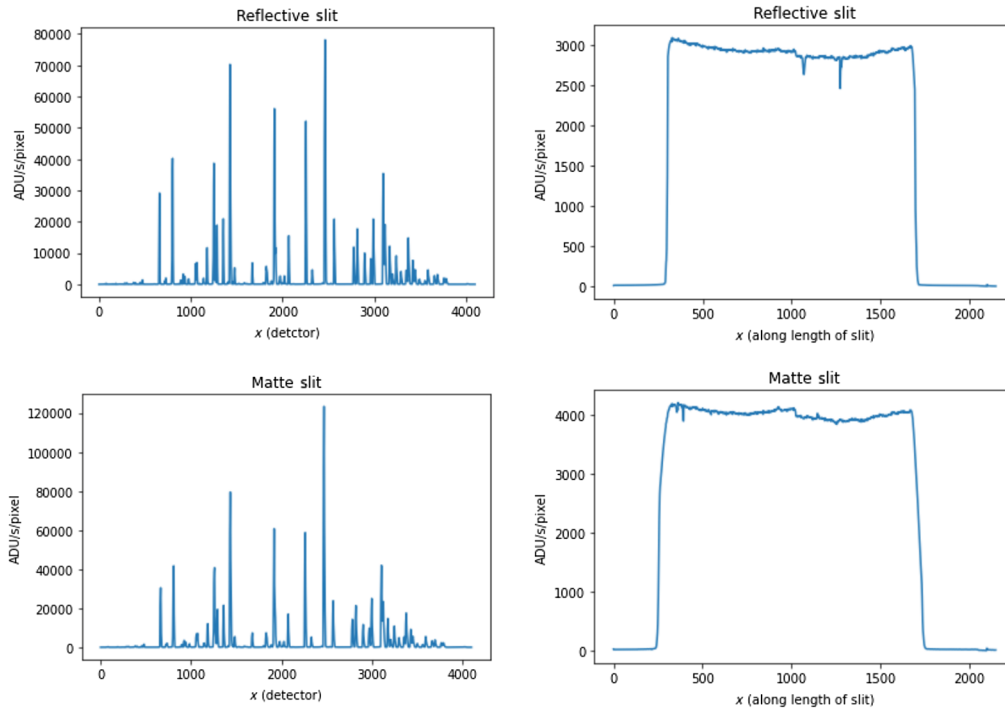 Reflective slit
80000
70000
60000
50000
40000
30000
20000
10000
0
ADU/s/pixel
0 1000 2000 3000 4000
x (detctor)
Reflective slit
3000
2500
2000
1500
1000
500
0
ADU/s/pixel
0 500 1000 1500 2000
x (along length of slit)
Matte slit
120000
100000
80000
60000
40000
20000
0
ADU/s/pixel
0 1000 2000 3000 4000
x (detector)
Matte slit
4000
3000
2000
1000
0
ADU/s/pixel
0 500 1000 1500 2000
x (along length of slit)